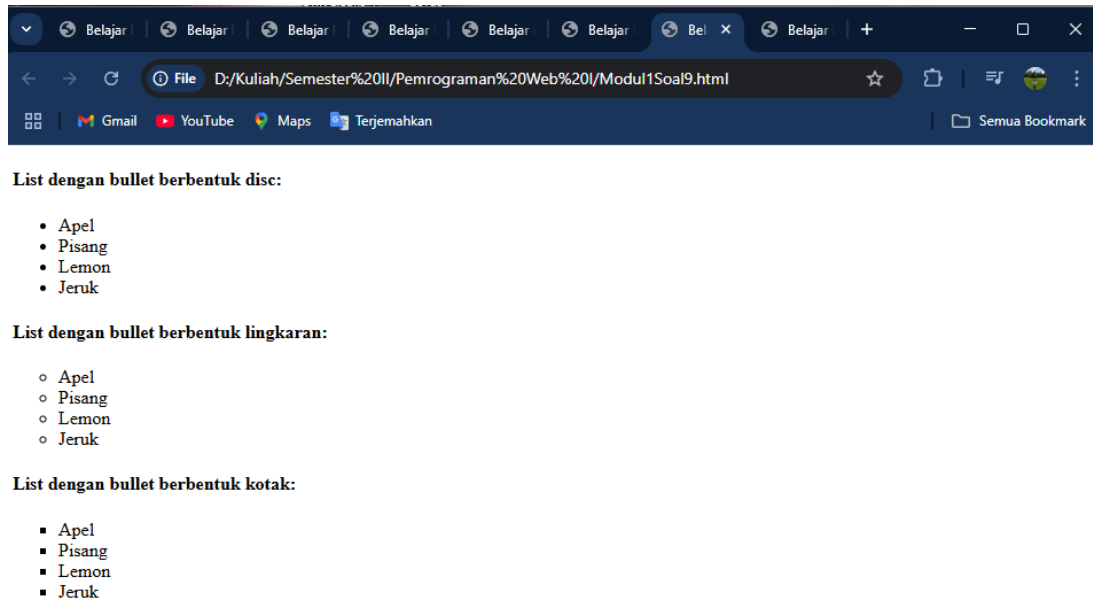 Belajar Belajar Belajar Belajar Belajar Belajar Bel Belajar
File D:/Kuliah/Semester%20II/Pemrograman%20Web%20I/Modul1Soal9.html
Gmail YouTube Maps Terjemahkan Semua Bookmark
List dengan bullet berbentuk disc:
Apel
Pisang
Lemon
Jeruk
List dengan bullet berbentuk lingkaran:
Apel
Pisang
Lemon
Jeruk
List dengan bullet berbentuk kotak:
Apel
Pisang
Lemon
Jeruk